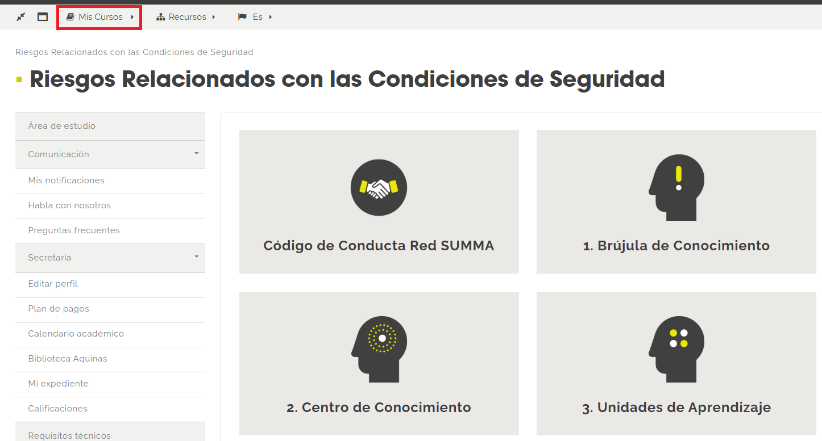 Mis Cursos
Recursos
Es
Riesgos Relacionados con las Condiciones de Seguridad
Riesgos Relacionados con las Condiciones de Seguridad
Área de estudio
Comunicación
Mis notificaciones
Habla con nosotros
Preguntas frecuentes
Secretaría
Editar perfil
Plan de pagos
Calendario académico
Biblioteca Aquinas
Mi expediente
Calificaciones
Requisitos técnicos
Código de Conducta Red SUMMA
1. Brújula de Conocimiento
2. Centro de Conocimiento
3. Unidades de Aprendizaje